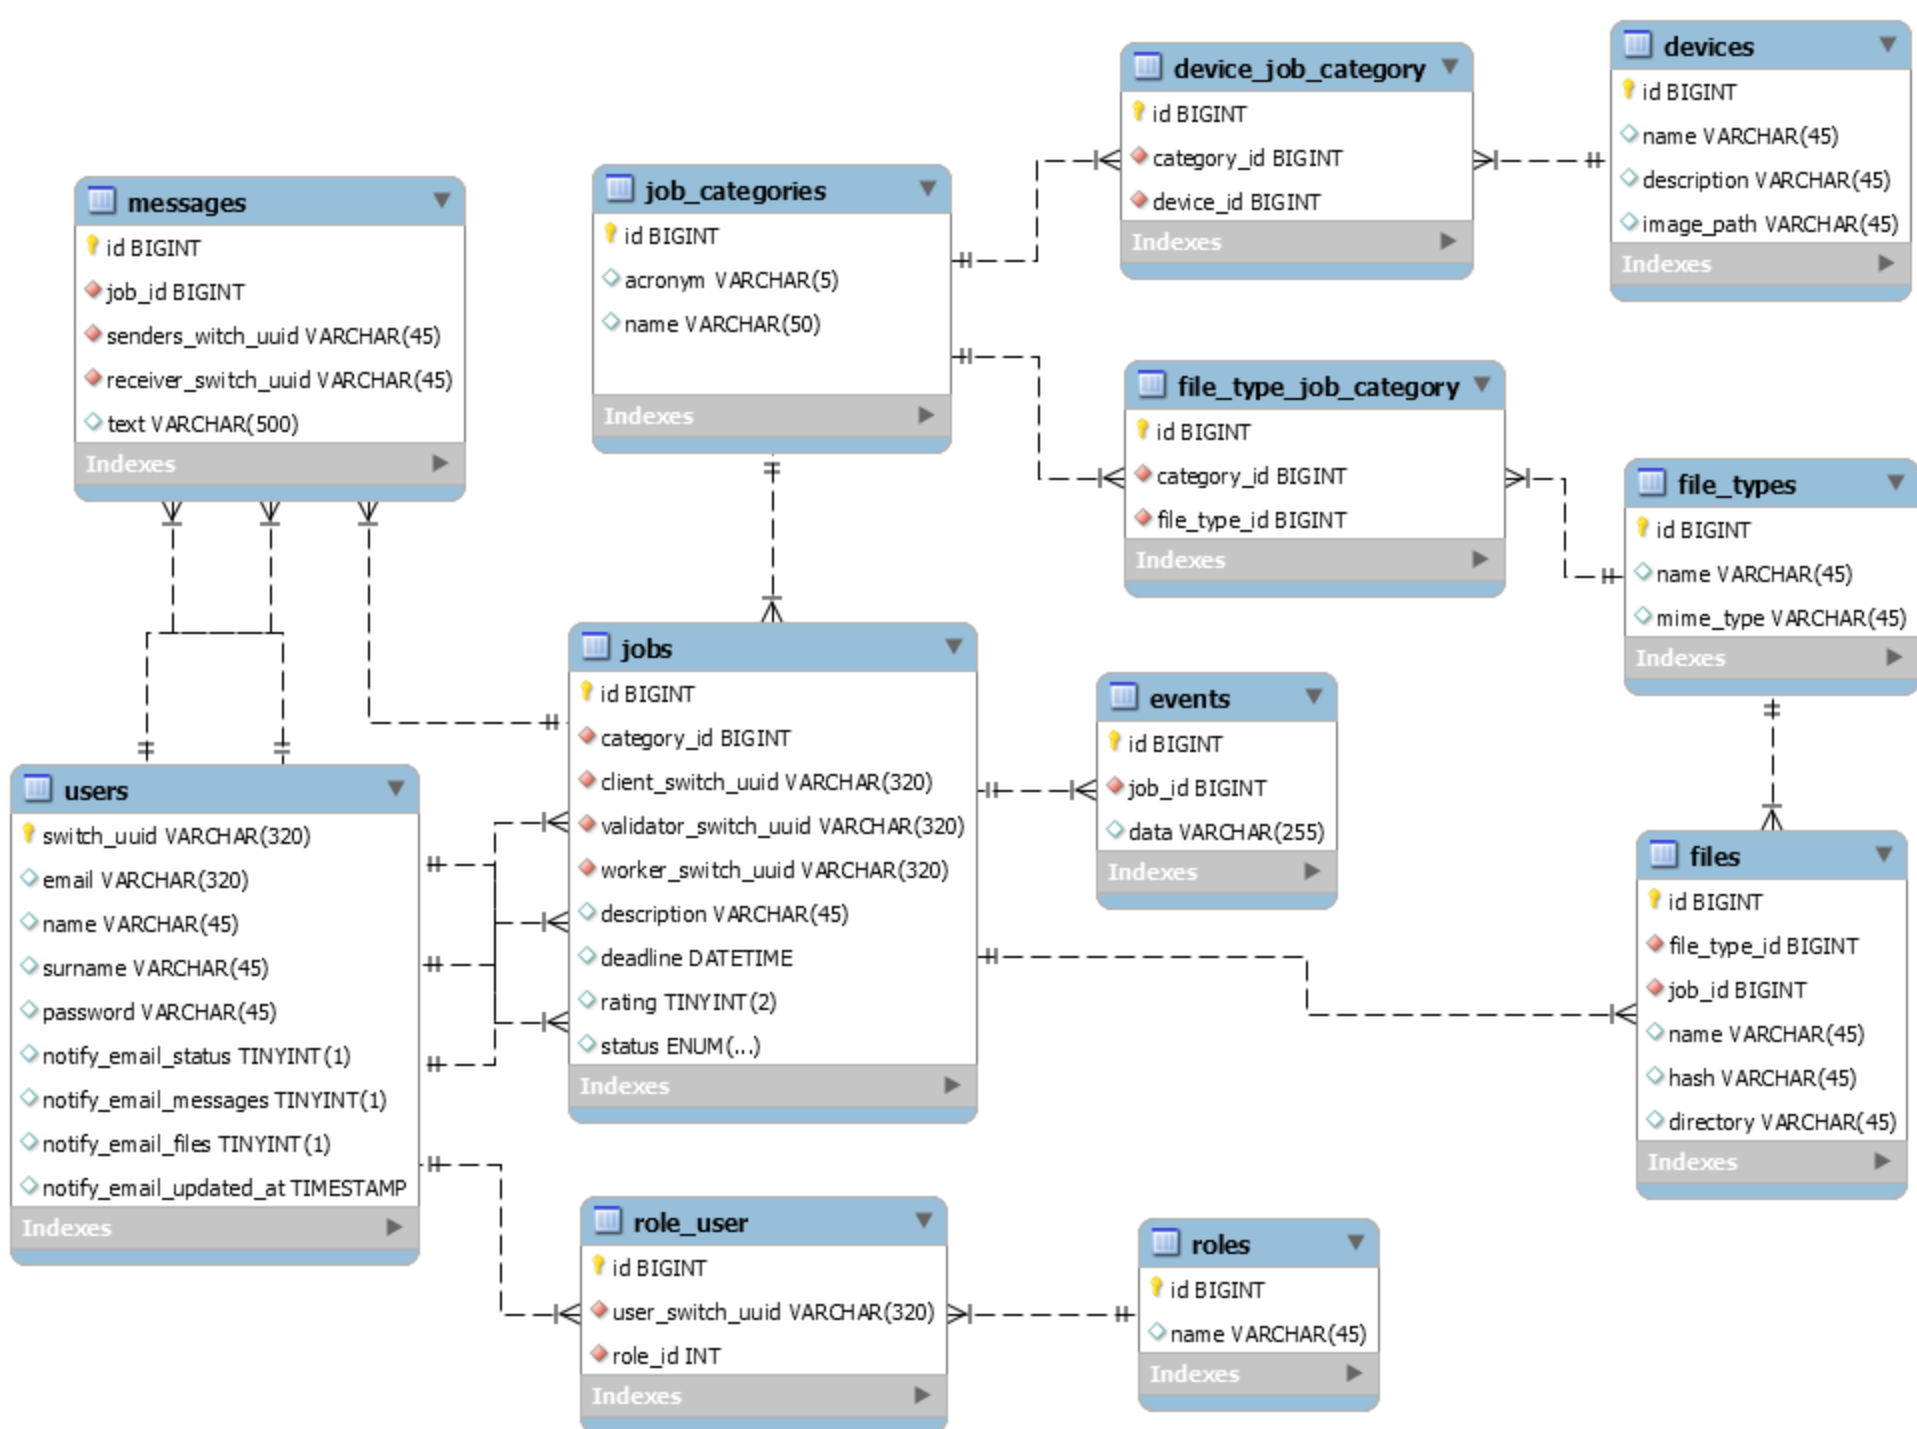 messages
id BIGINT
job_id BIGINT
senders_witch_uuid VARCHAR(45)
receiver_switch_uuid VARCHAR(45)
text VARCHAR(500)
Indexes
job_categories
id BIGINT
acronym VARCHAR(5)
name VARCHAR(50)
Indexes
device_job_category
id BIGINT
category_id BIGINT
device_id BIGINT
Indexes
devices
id BIGINT
name VARCHAR(45)
description VARCHAR(45)
image_path VARCHAR(45)
Indexes
file_type_job_category
id BIGINT
category_id BIGINT
file_type_id BIGINT
Indexes
file_types
id BIGINT
name VARCHAR(45)
mime_type VARCHAR(45)
Indexes
users
switch_uuid VARCHAR(320)
email VARCHAR(320)
name VARCHAR(45)
surname VARCHAR(45)
password VARCHAR(45)
notify_email_status TINYINT(1)
notify_email_messages TINYINT(1)
notify_email_files TINYINT(1)
notify_email_updated_at TIMESTAMP
Indexes
jobs
id BIGINT
category_id BIGINT
client_switch_uuid VARCHAR(320)
validator_switch_uuid VARCHAR(320)
worker_switch_uuid VARCHAR(320)
description VARCHAR(45)
deadline DATETIME
rating TINYINT(2)
status ENUM(...)
Indexes
events
id BIGINT
job_id BIGINT
data VARCHAR(255)
Indexes
files
id BIGINT
file_type_id BIGINT
job_id BIGINT
name VARCHAR(45)
hash VARCHAR(45)
directory VARCHAR(45)
Indexes
role_user
id BIGINT
user_switch_uuid VARCHAR(320)
role_id INT
Indexes
roles
id BIGINT
name VARCHAR(45)
Indexes